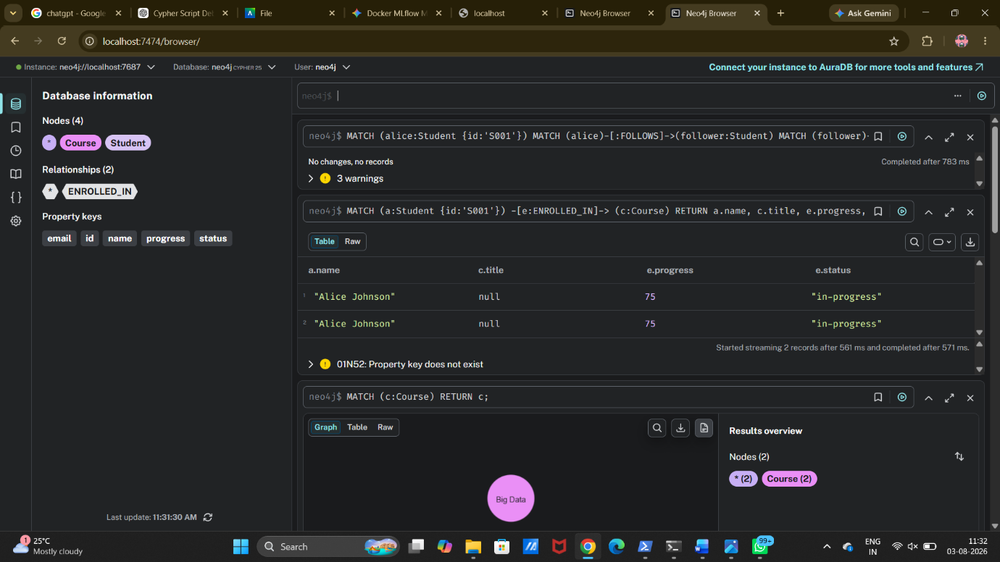 chatgpt - Google
Cypher Script Del
File
Docker MLflow M
localhost
Neo4j Browser
Neo4j Browser
Ask Gemini
localhost:7474/browser/
Instance: neo4j://localhost:7687
Database: neo4j CYPHER 25
User: neo4j
Connect your instance to AuraDB for more tools and features
Database information
Nodes (4)
* Course Student
Relationships (2)
* ENROLLED_IN
Property keys
email id name progress status
Last update: 11:31:30 AM
neo4j$
neo4j$ MATCH (alice:Student {id:'S001'}) MATCH (alice)-[:FOLLOWS]->(follower:Student) MATCH (follower)-
No changes, no records
Completed after 783 ms
3 warnings
neo4j$ MATCH (a:Student {id:'S001'}) -[e:ENROLLED_IN]-> (c:Course) RETURN a.name, c.title, e.progress,
Table Raw
a.name c.title e.progress e.status
1 "Alice Johnson" null 75 "in-progress"
2 "Alice Johnson" null 75 "in-progress"
Started streaming 2 records after 561 ms and completed after 571 ms.
01N52: Property key does not exist
neo4j$ MATCH (c:Course) RETURN c;
Graph Table Raw
Big Data
Results overview
Nodes (2)
* (2) Course (2)
1
25°C
Mostly cloudy
Search
99+
ENG
IN
11:32
03-08-2026